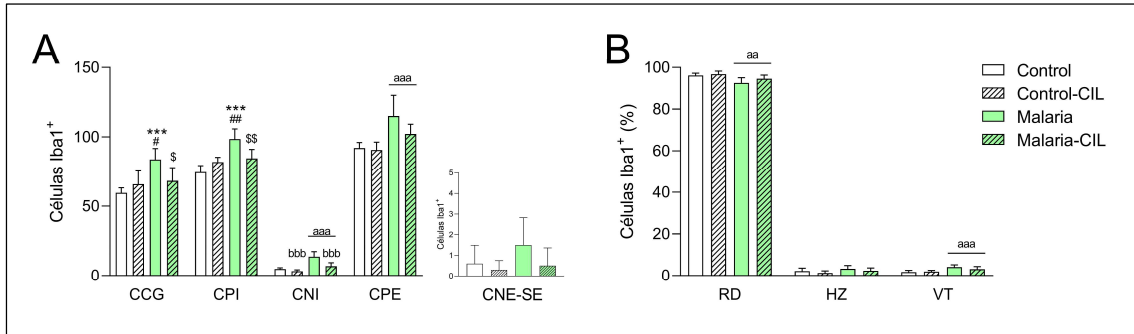 A
150
100
50
0
Células Iba1+
***
#
$
***
##
$$
bbb
aaa
bbb
aaa
CCG
CPI
CNI
CPE
5
4
3
2
1
0
Células Iba1+
CNE-SE
B
100
80
60
40
20
0
Células Iba1+ (%)
aa
aaa
RD
HZ
VT
Control
Control-CIL
Malaria
Malaria-CIL